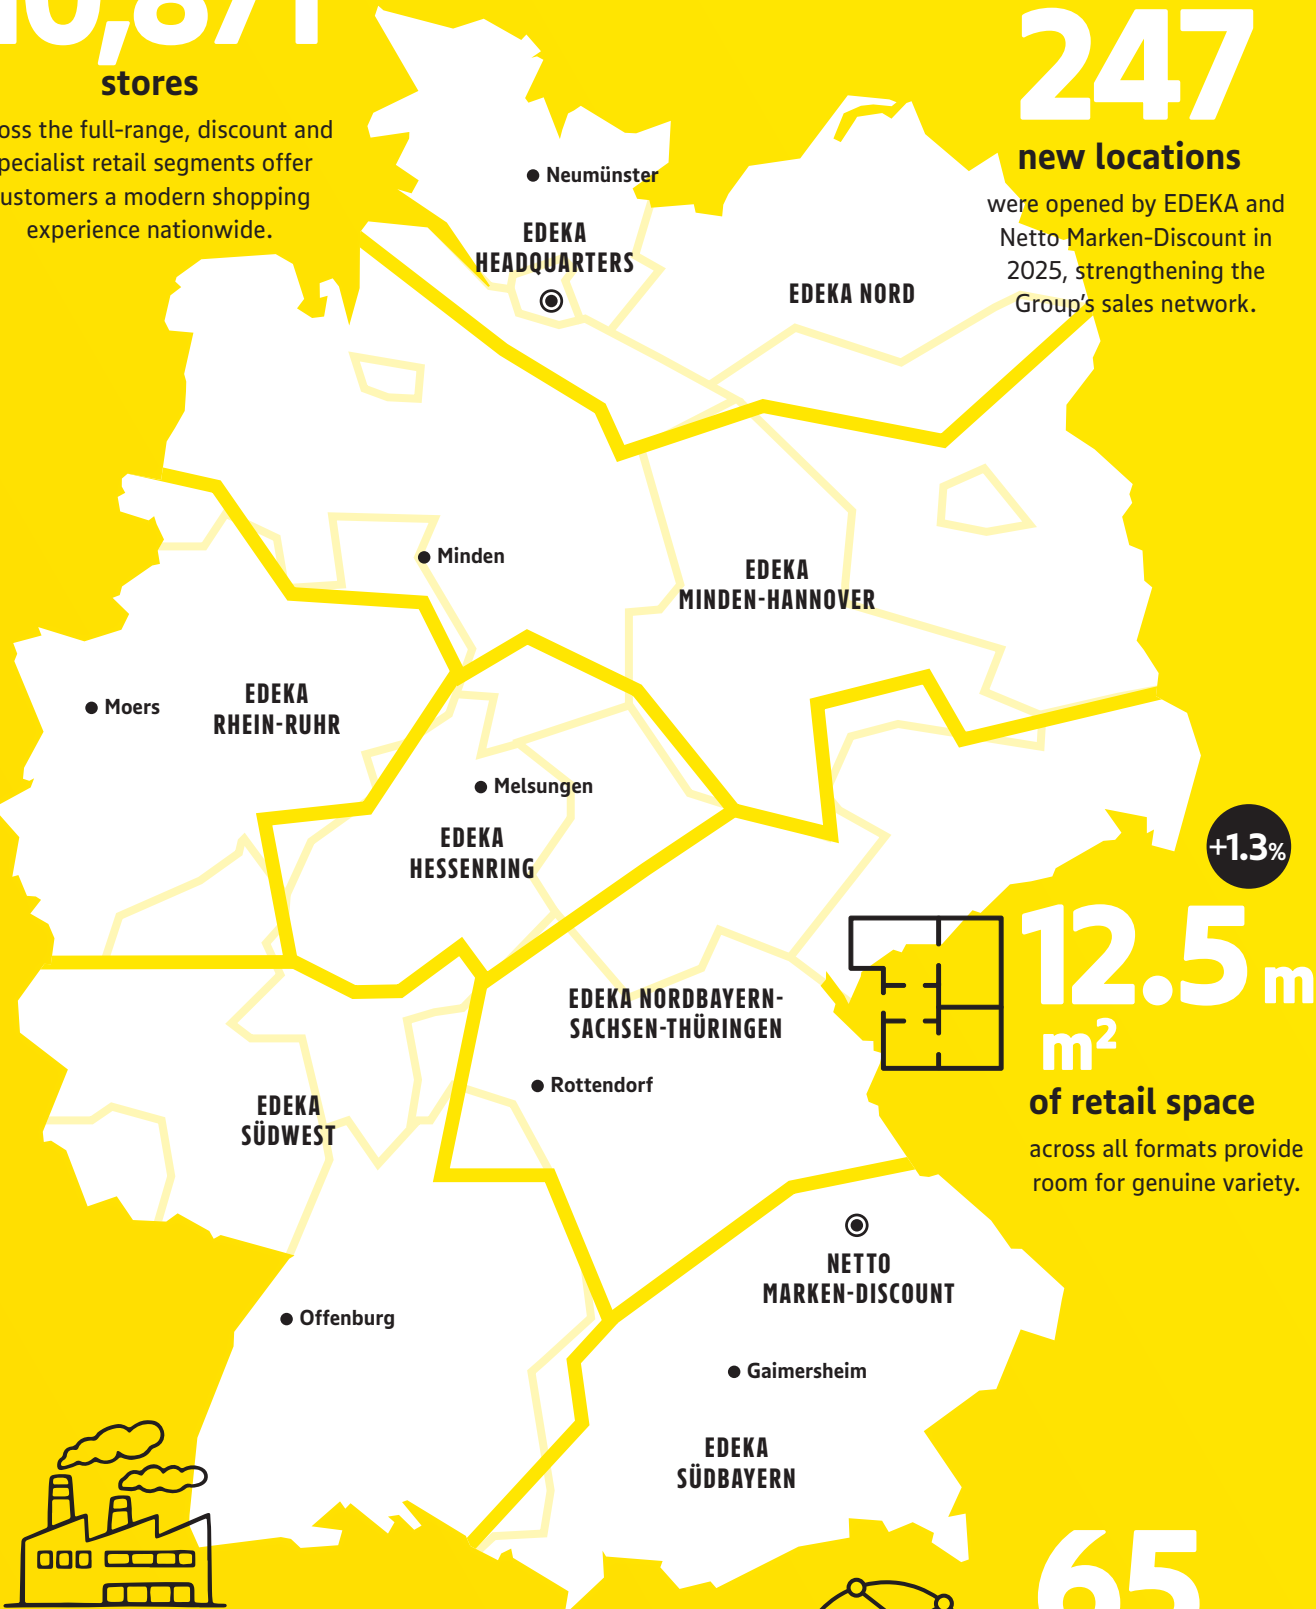 10,871
stores
oss the full-range, discount and
pecialist retail segments offer
ustomers a modern shopping
experience nationwide.
247
new locations
were opened by EDEKA and
Netto Marken-Discount in
2025, strengthening the
Group's sales network.
Neumünster
EDEKA
HEADQUARTERS
EDEKA NORD
Minden
EDEKA
MINDEN-HANNOVER
Moers
EDEKA
RHEIN-RUHR
Melsungen
EDEKA
HESSENRING
+1.3%
12.5 m
m²
of retail space
across all formats provide
room for genuine variety.
EDEKA NORDBAYERN-
SACHSEN-THÜRINGEN
Rottendorf
EDEKA
SÜDWEST
NETTO
MARKEN-DISCOUNT
Offenburg
Gaimersheim
EDEKA
SÜDBAYERN
65